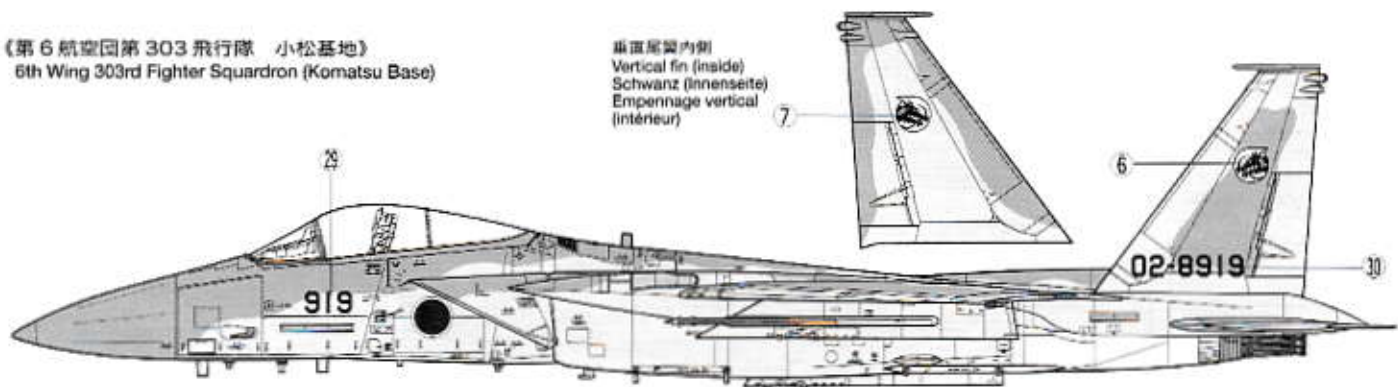 《第6航空団第303飛行隊 小松基地》
6th Wing 303rd Fighter Squardron (Komatsu Base)
垂直尾翼内側
Vertical fin (inside)
Schwanz (Innenseite)
Empennage vertical
(intérieur)
7
29
6
919
02-8919
30